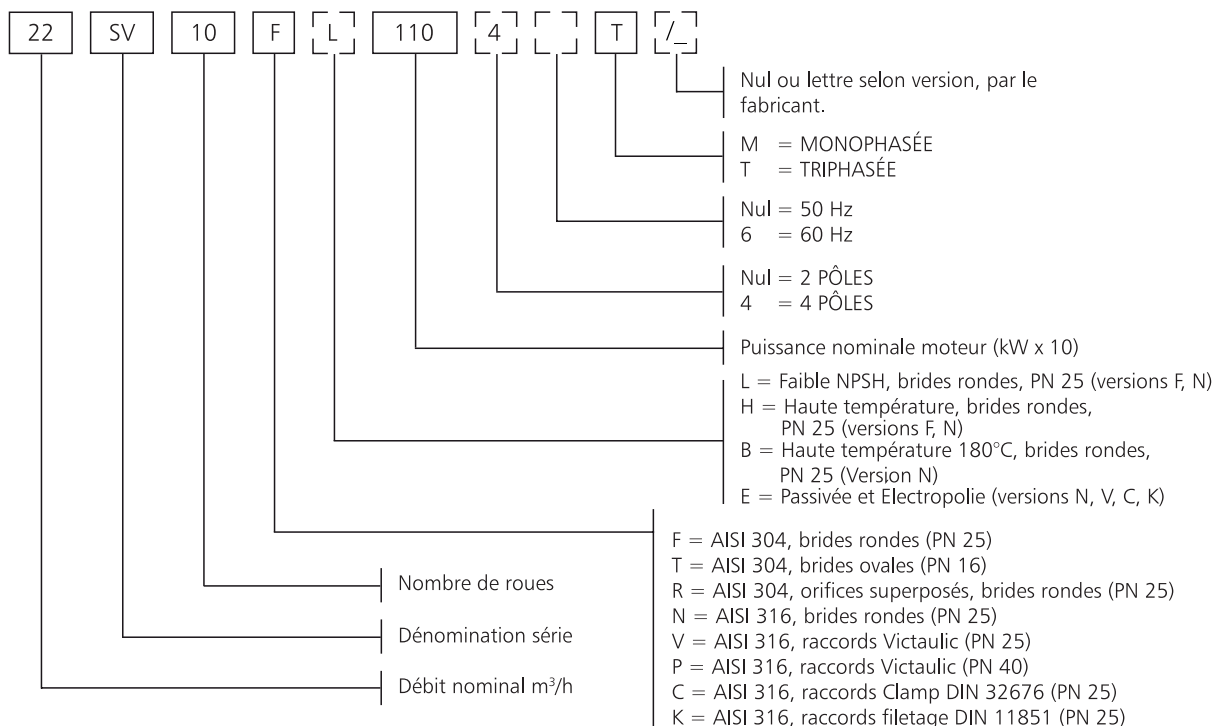 22 SV 10 F L 110 4 T /_
Nul ou lettre selon version, par le
fabricant.
M = MONOPHASÉE
T = TRIPHASÉE
Nul = 50 Hz
6 = 60 Hz
Nul = 2 PÔLES
4 = 4 PÔLES
Puissance nominale moteur (kW x 10)
L = Faible NPSH, brides rondes, PN 25 (versions F, N)
H = Haute température, brides rondes,
PN 25 (versions F, N)
B = Haute température 180°C, brides rondes,
PN 25 (Version N)
E = Passivée et Electropolie (versions N, V, C, K)
F = AISI 304, brides rondes (PN 25)
T = AISI 304, brides ovales (PN 16)
R = AISI 304, orifices superposés, brides rondes (PN 25)
N = AISI 316, brides rondes (PN 25)
V = AISI 316, raccords Victaulic (PN 25)
P = AISI 316, raccords Victaulic (PN 40)
C = AISI 316, raccords Clamp DIN 32676 (PN 25)
K = AISI 316, raccords filetage DIN 11851 (PN 25)
Nombre de roues
Dénomination série
Débit nominal m³/h